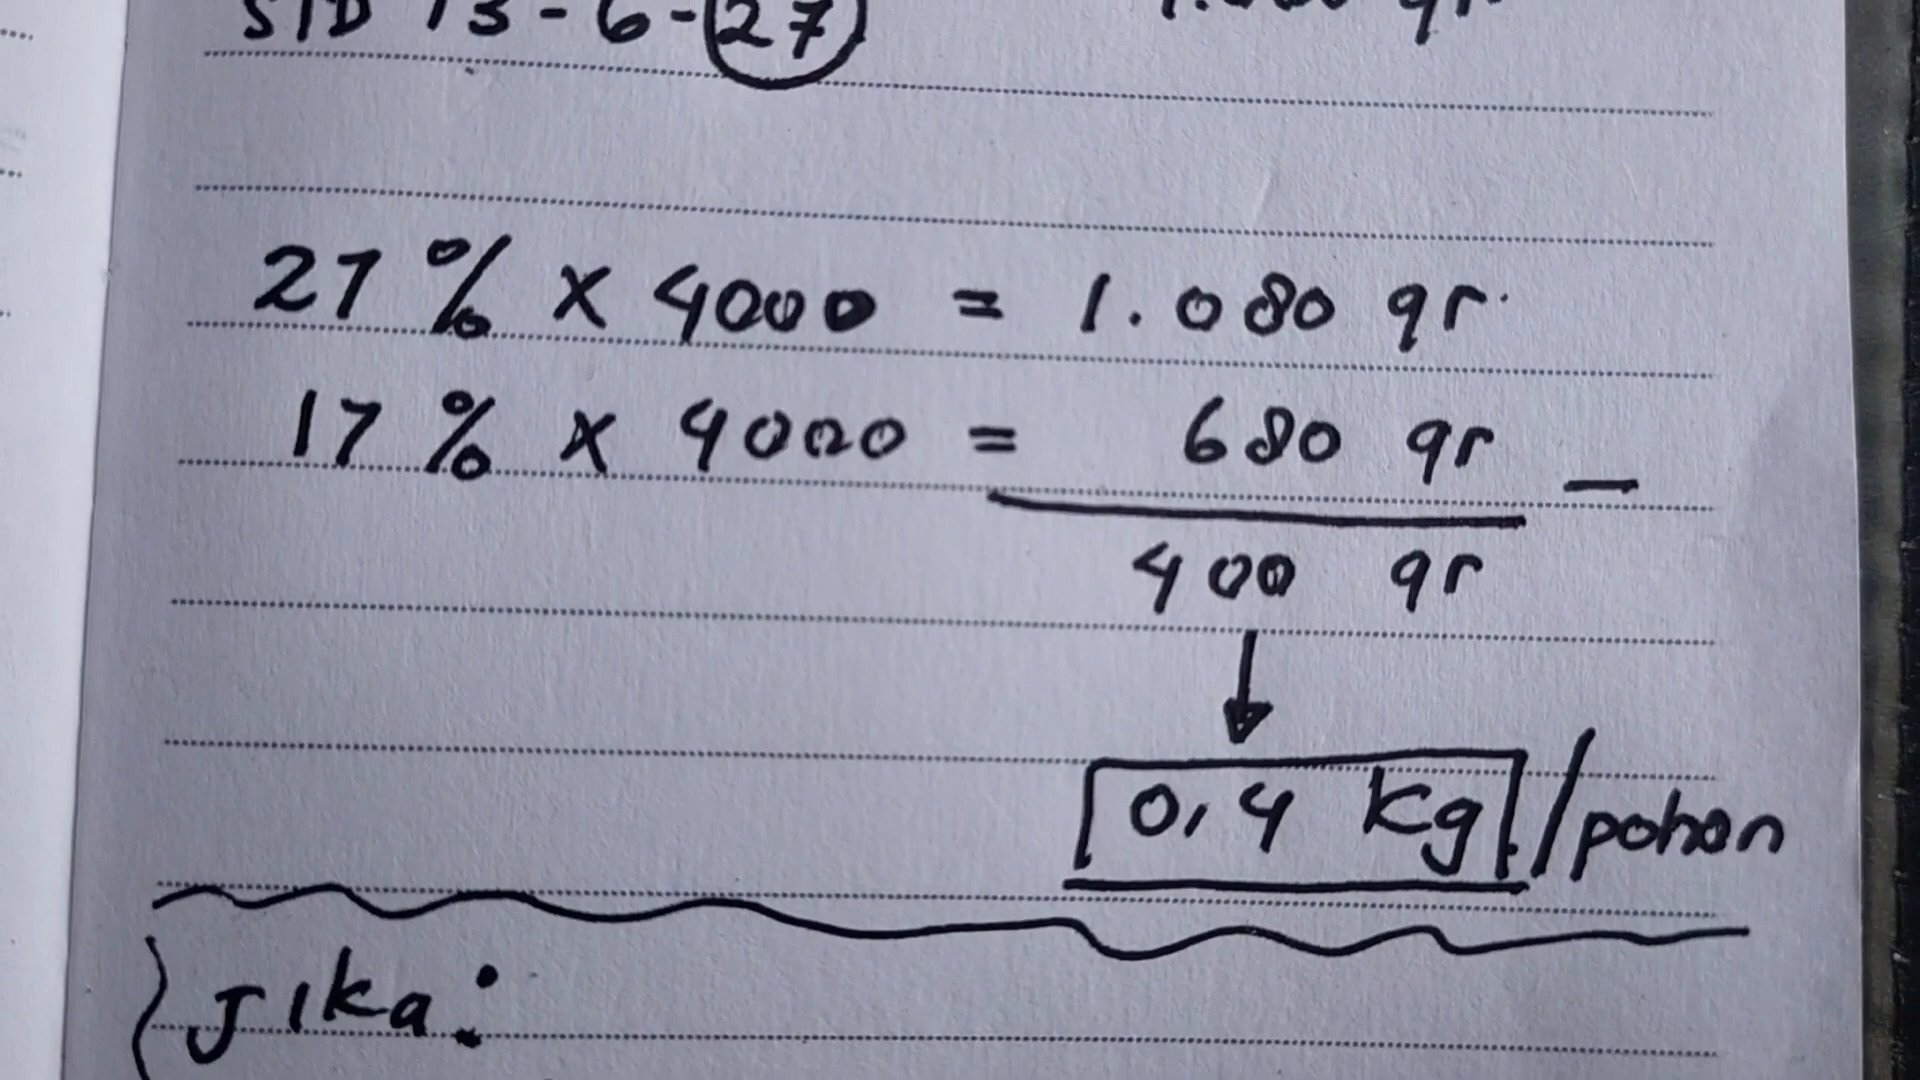 STD 13-6-27
27 % x 4000 = 1.080 gr.
17 % x 4000 = 680 gr _
400 gr
↓
0,4 kg /pohon
Jika: